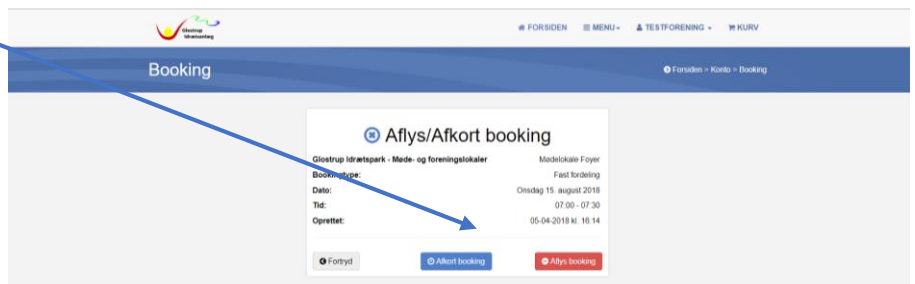 Glostrup
Idrætsanlæg
FORSIDEN MENU TESTFORENING KURV
Booking
Forsiden > Konto > Booking
Aflys/Afkort booking
Glostrup Idrætspark - Møde- og foreningslokaler Mødelokale Foyer
Bookingtype: Fast fordeling
Dato: Onsdag 15. august 2018
Tid: 07:00 - 07:30
Oprettet: 05-04-2018 kl. 16:14
Fortryd Afkort booking Aflys booking